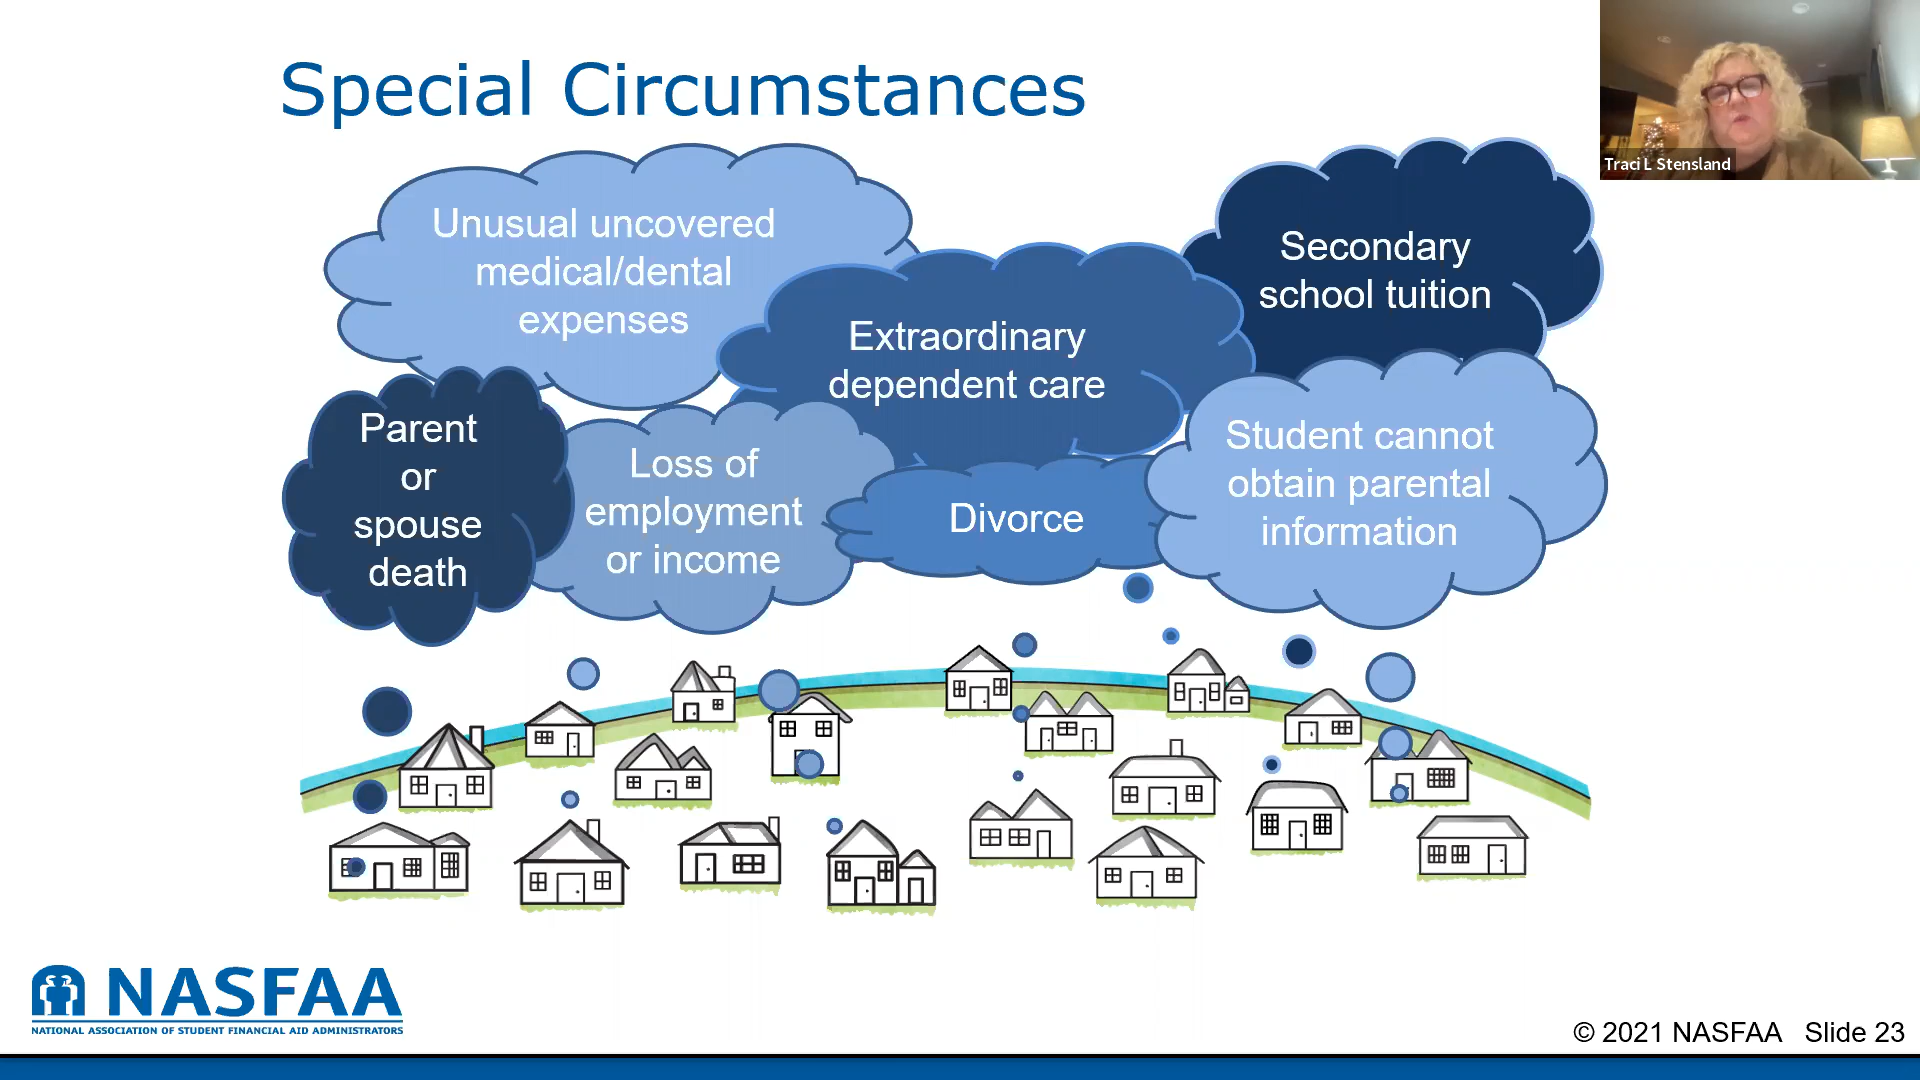 Special Circumstances
Traci L Stensland
Unusual uncovered
medical/dental
expenses
Secondary
school tuition
Extraordinary
dependent care
Parent
or
spouse
death
Loss of
employment
or income
Divorce
Student cannot
obtain parental
information
NASFAA
NATIONAL ASSOCIATION OF STUDENT FINANCIAL AID ADMINISTRATORS
© 2021 NASFAA Slide 23